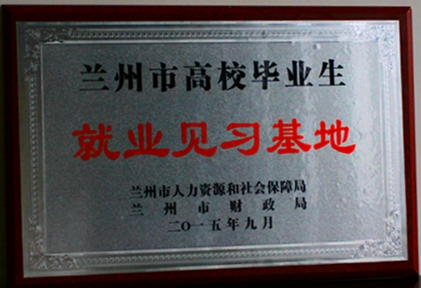 兰州市高校毕业生
就业见习基地
兰州市人力资源和社会保障局
兰州市财政局
二〇一五年九月